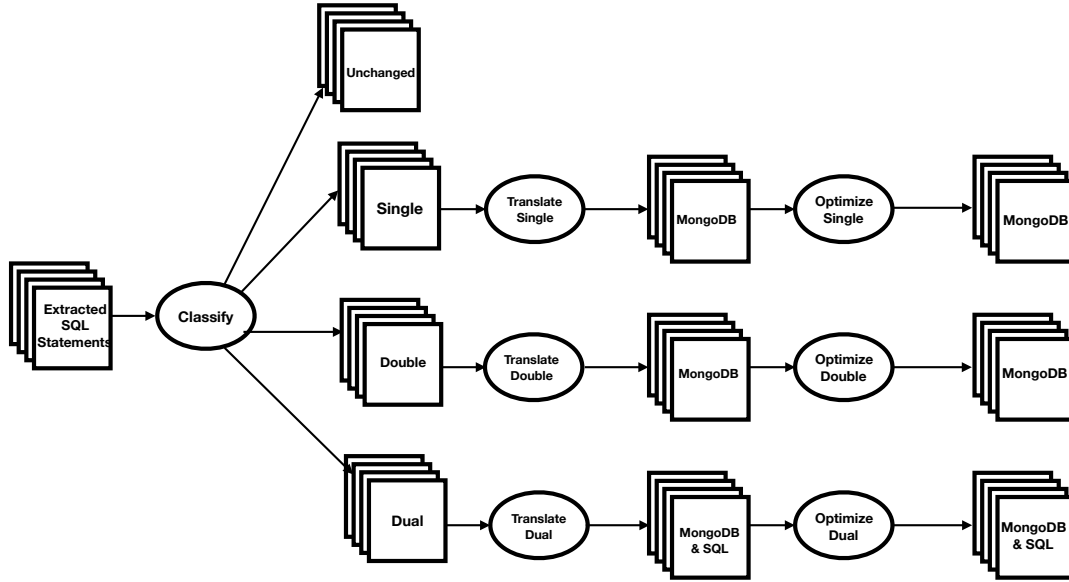 Unchanged
Single
Translate
Single
MongoDB
Optimize
Single
MongoDB
Extracted
SQL
Statements
Classify
Double
Translate
Double
MongoDB
Optimize
Double
MongoDB
Dual
Translate
Dual
MongoDB
& SQL
Optimize
Dual
MongoDB
& SQL